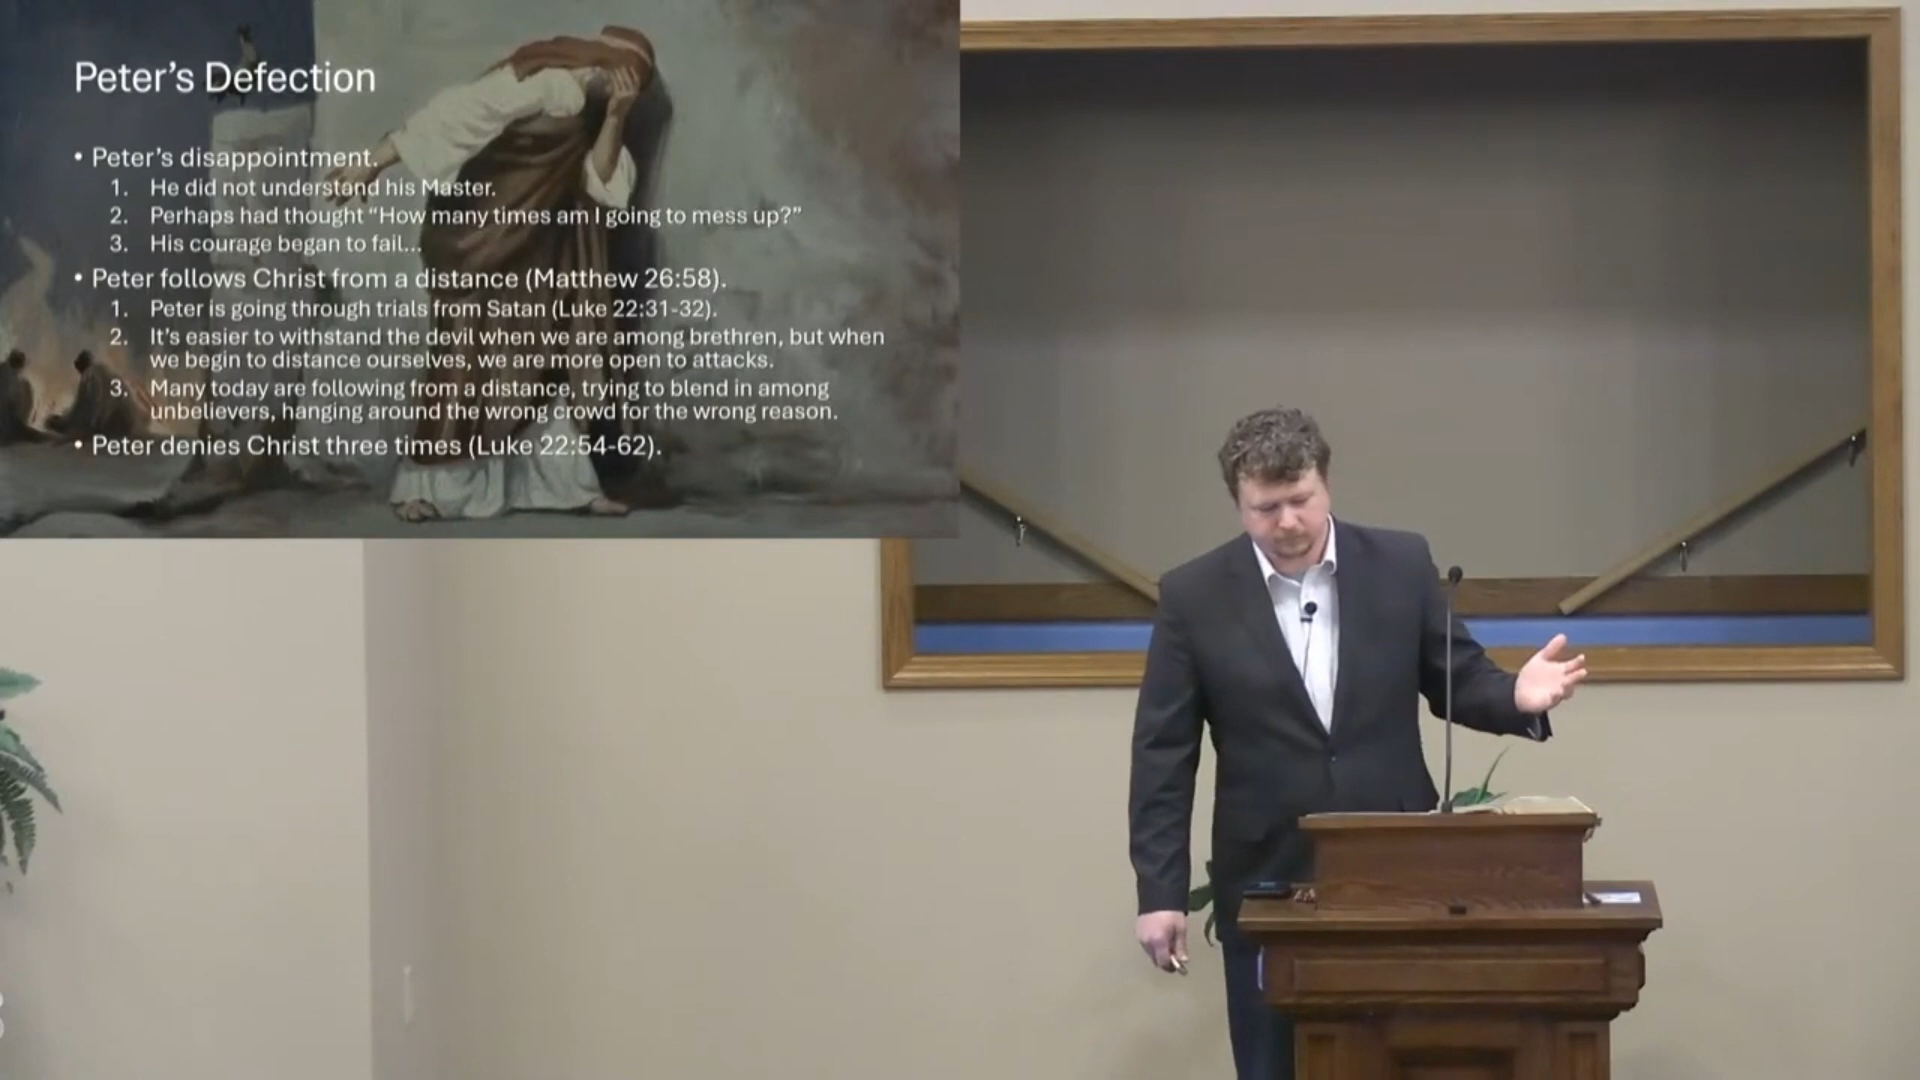 Peter’s Defection
• Peter’s disappointment.
1. He did not understand his Master.
2. Perhaps had thought “How many times am I going to mess up?”
3. His courage began to fail...
• Peter follows Christ from a distance (Matthew 26:58).
1. Peter is going through trials from Satan (Luke 22:31-32).
2. It’s easier to withstand the devil when we are among brethren, but when
we begin to distance ourselves, we are more open to attacks.
3. Many today are following from a distance, trying to blend in among
unbelievers, hanging around the wrong crowd for the wrong reason.
• Peter denies Christ three times (Luke 22:54-62).